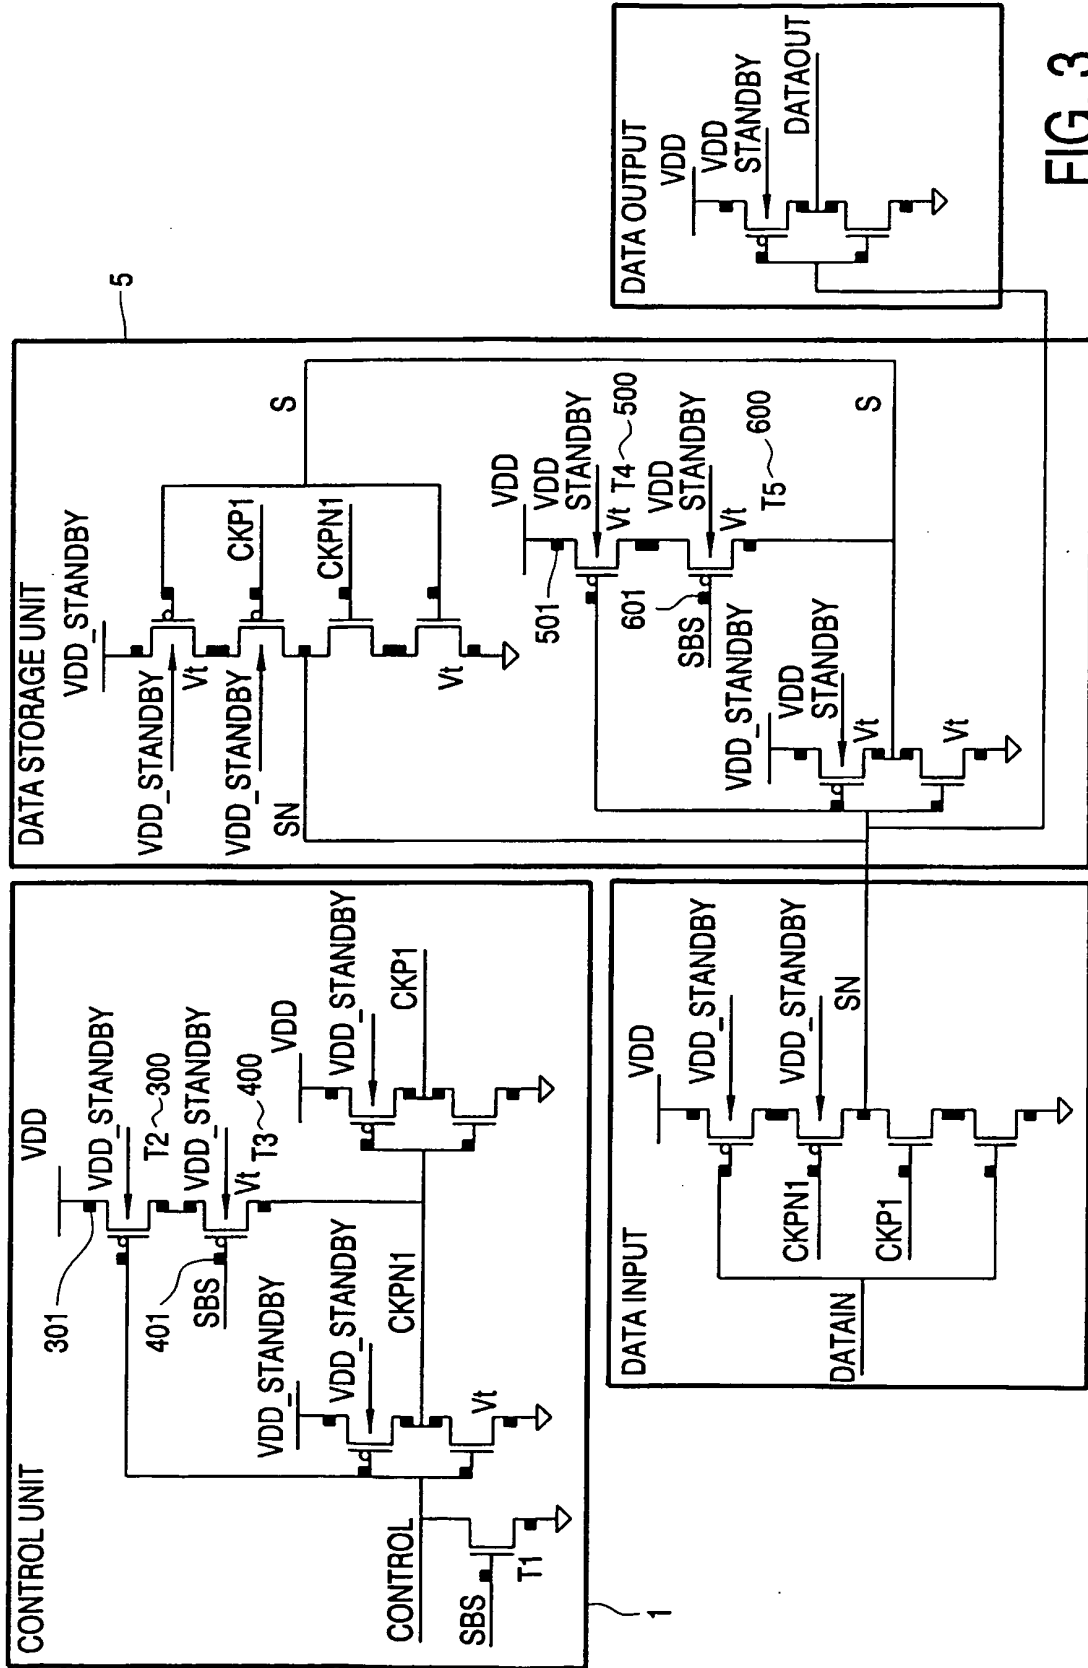 CONTROL UNIT
VDD
301
VDD_STANDBY
T2~300
VDD_STANDBY
401
SBS
Vt
T3~400
VDD
VDD_STANDBY
CKP1
VDD_STANDBY
VDD_STANDBY
CKPN1
Vt
CONTROL
SBS
T1
1
DATA INPUT
VDD
VDD_STANDBY
VDD_STANDBY
CKPN1
SN
CKP1
DATAIN
DATA STORAGE UNIT
5
VDD_STANDBY
VDD_STANDBY
Vt
VDD_STANDBY
CKP1
SN
CKPN1
Vt
S
VDD
501
VDD
STANDBY
Vt T4~500
601
SBS
VDD
STANDBY
Vt
T5~600
VDD_STANDBY
VDD
STANDBY
Vt
Vt
S
DATA OUTPUT
VDD
VDD
STANDBY
DATAOUT
FIG. 3